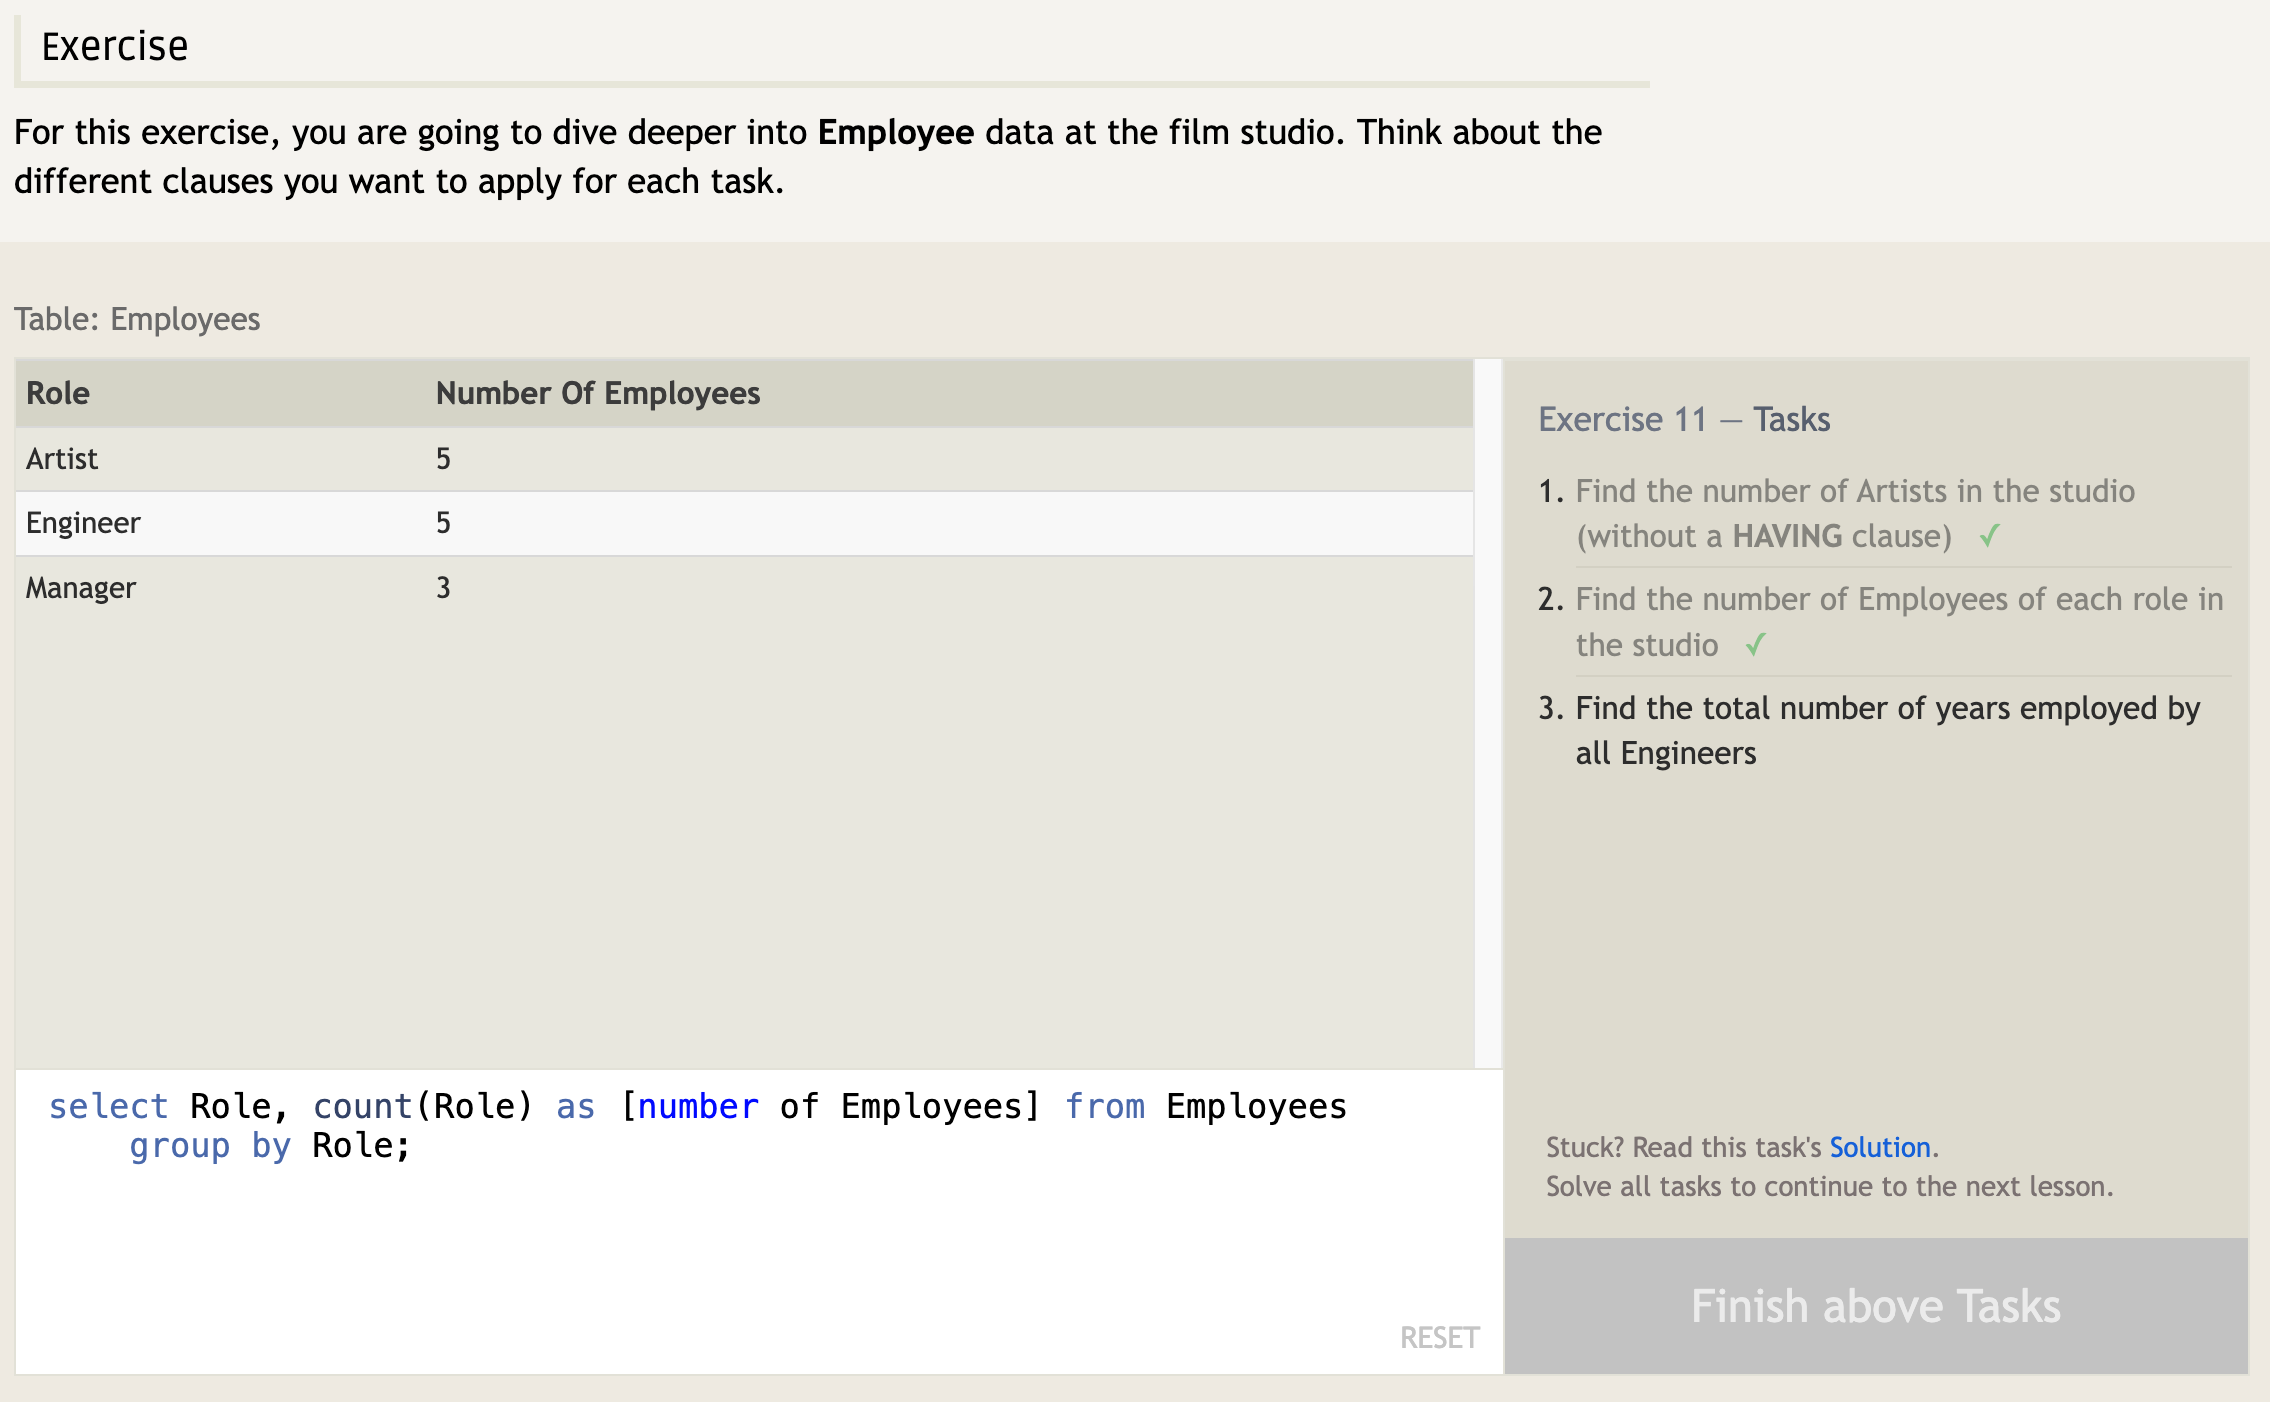 Exercise
For this exercise, you are going to dive deeper into Employee data at the film studio. Think about the
different clauses you want to apply for each task.
Table: Employees
Role Number Of Employees
Artist 5
Engineer 5
Manager 3
select Role, count(Role) as [number of Employees] from Employees
group by Role;
RESET
Exercise 11 — Tasks
1. Find the number of Artists in the studio
(without a HAVING clause) ✓
2. Find the number of Employees of each role in
the studio ✓
3. Find the total number of years employed by
all Engineers
Stuck? Read this task's Solution.
Solve all tasks to continue to the next lesson.
Finish above Tasks